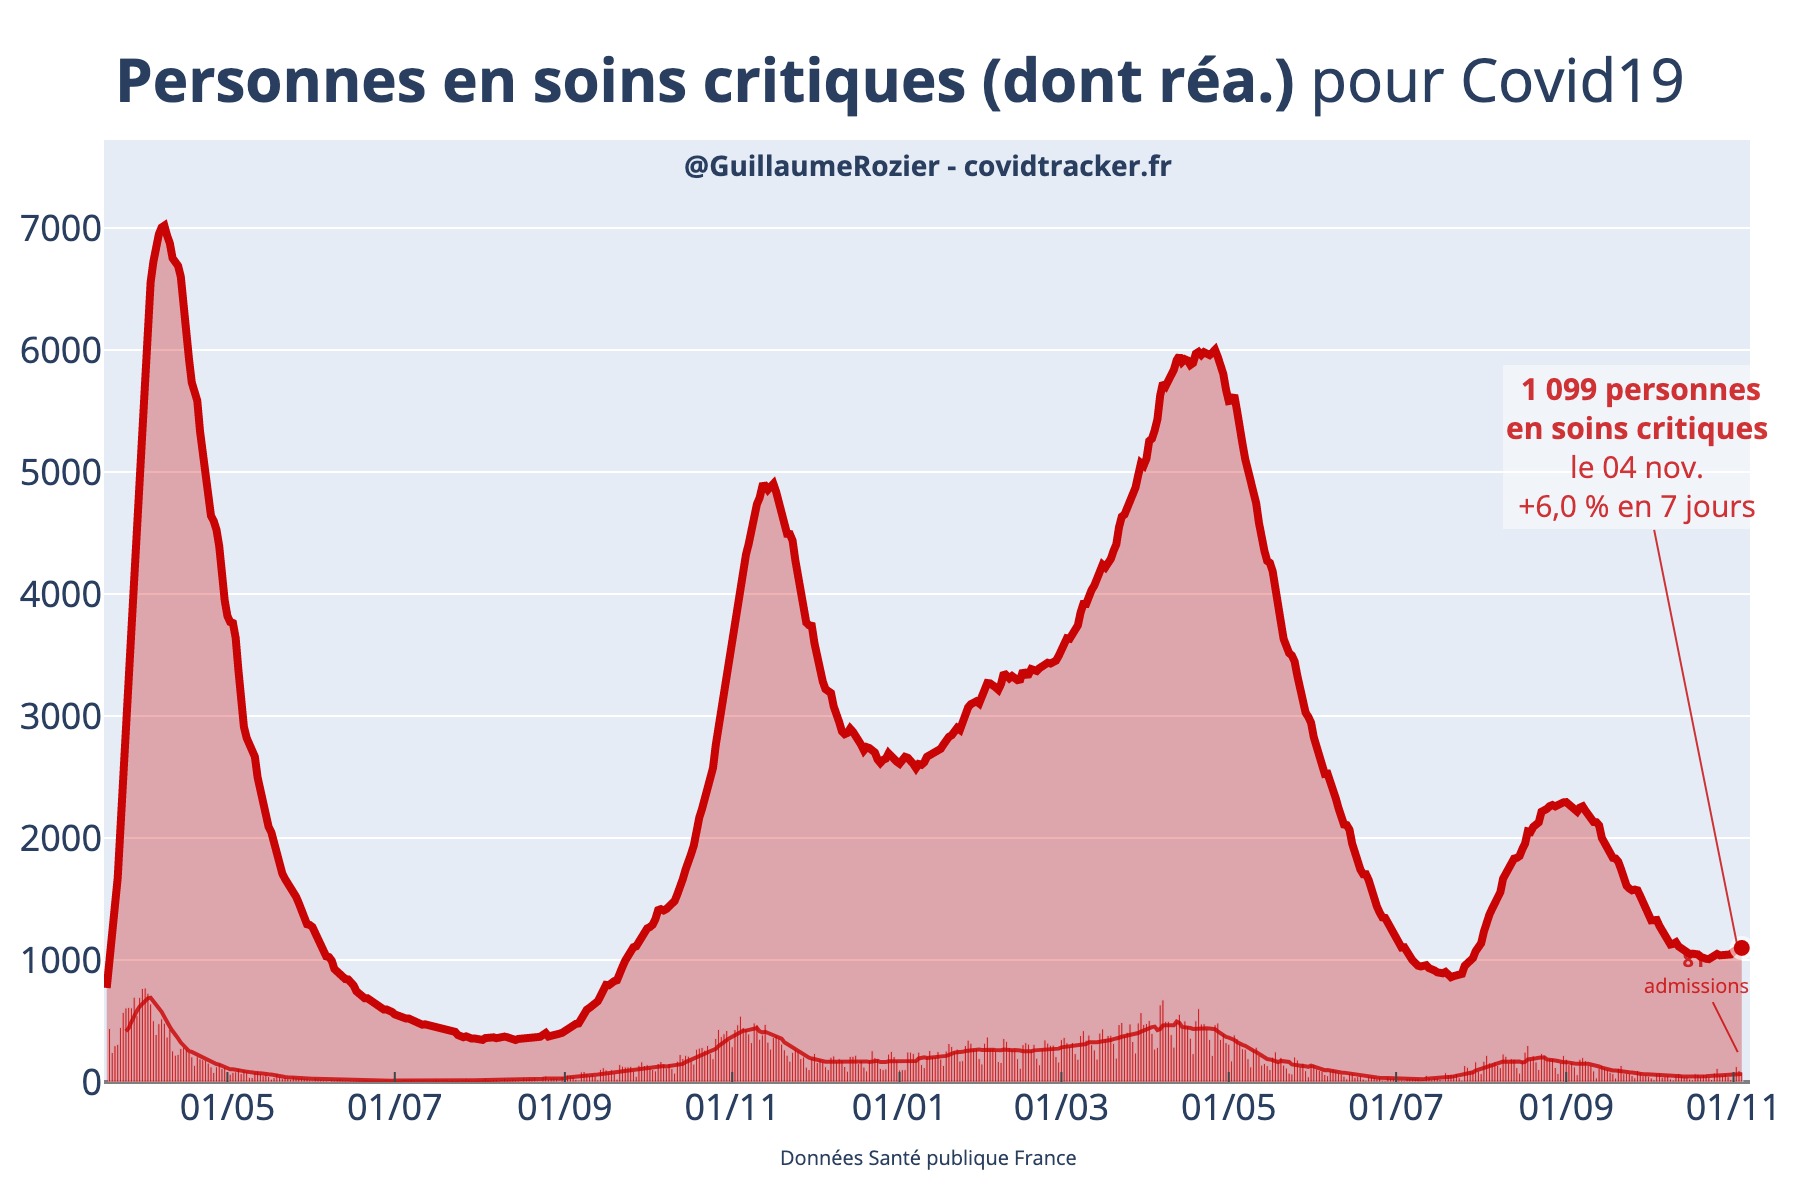 Personnes en soins critiques (dont réa.) pour Covid19
@GuillaumeRozier - covidtracker.fr
7000
6000
5000
4000
3000
2000
1000
0
1 099 personnes
en soins critiques
le 04 nov.
+6,0 % en 7 jours
admissions
01/05
01/07
01/09
01/11
01/01
01/03
01/05
01/07
01/09
01/11
Données Santé publique France